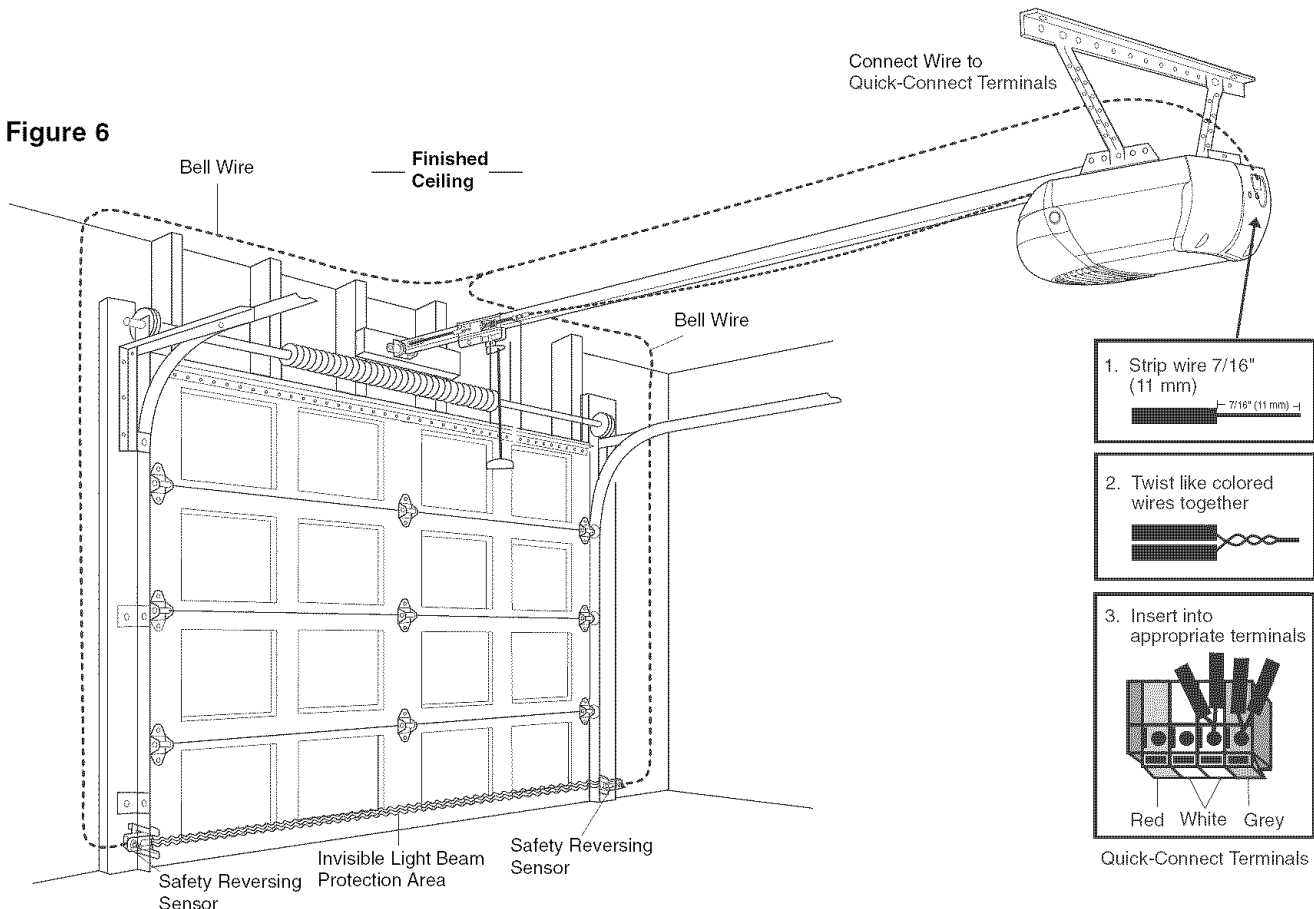 Figure 6
Connect Wire to
Quick-Connect Terminals
Bell Wire
Finished
Ceiling
Bell Wire
1. Strip wire 7/16"
(11 mm)
7/16" (11 mm)
2. Twist like colored
wires together
3. Insert into
appropriate terminals
Red White Grey
Quick-Connect Terminals
Safety Reversing
Sensor
Invisible Light Beam
Protection Area
Safety Reversing
Sensor